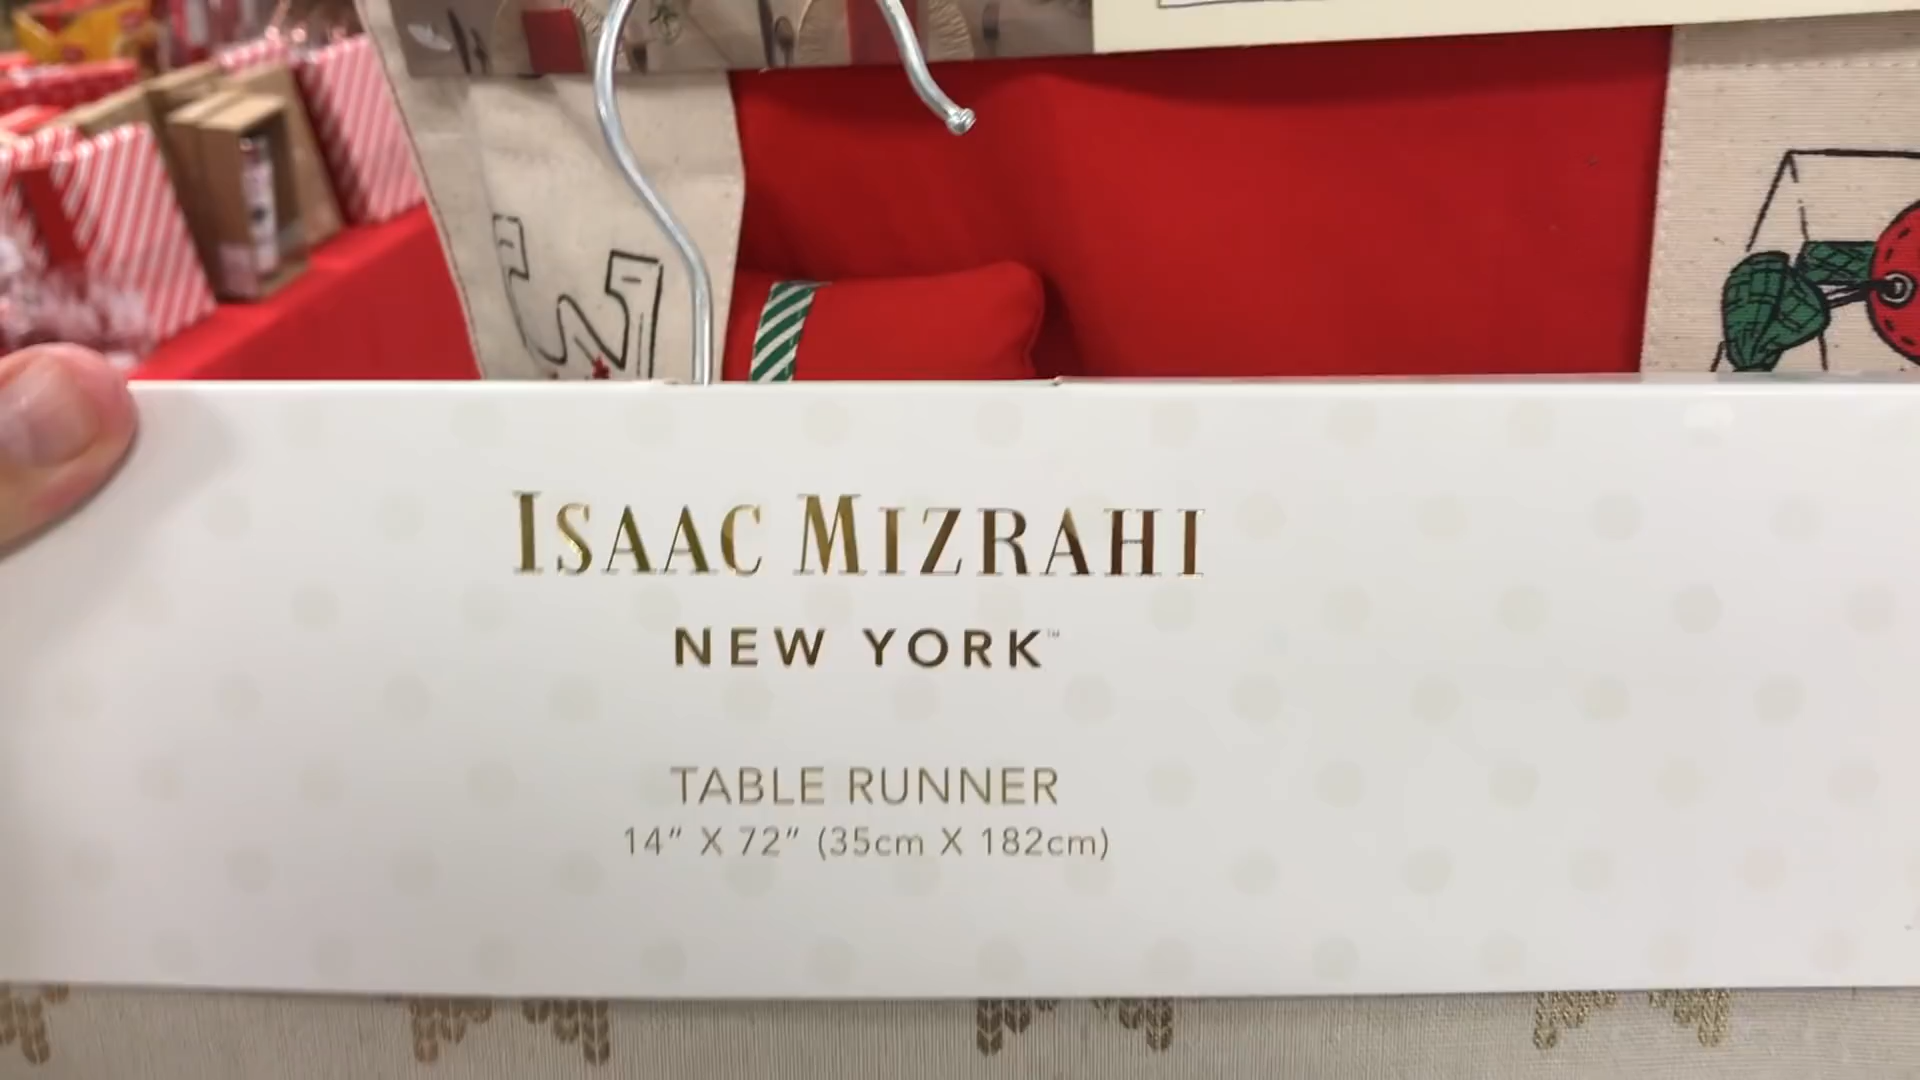 ISAAC MIZRAHI
NEW YORK™
TABLE RUNNER
14" X 72" (35cm X 182cm)